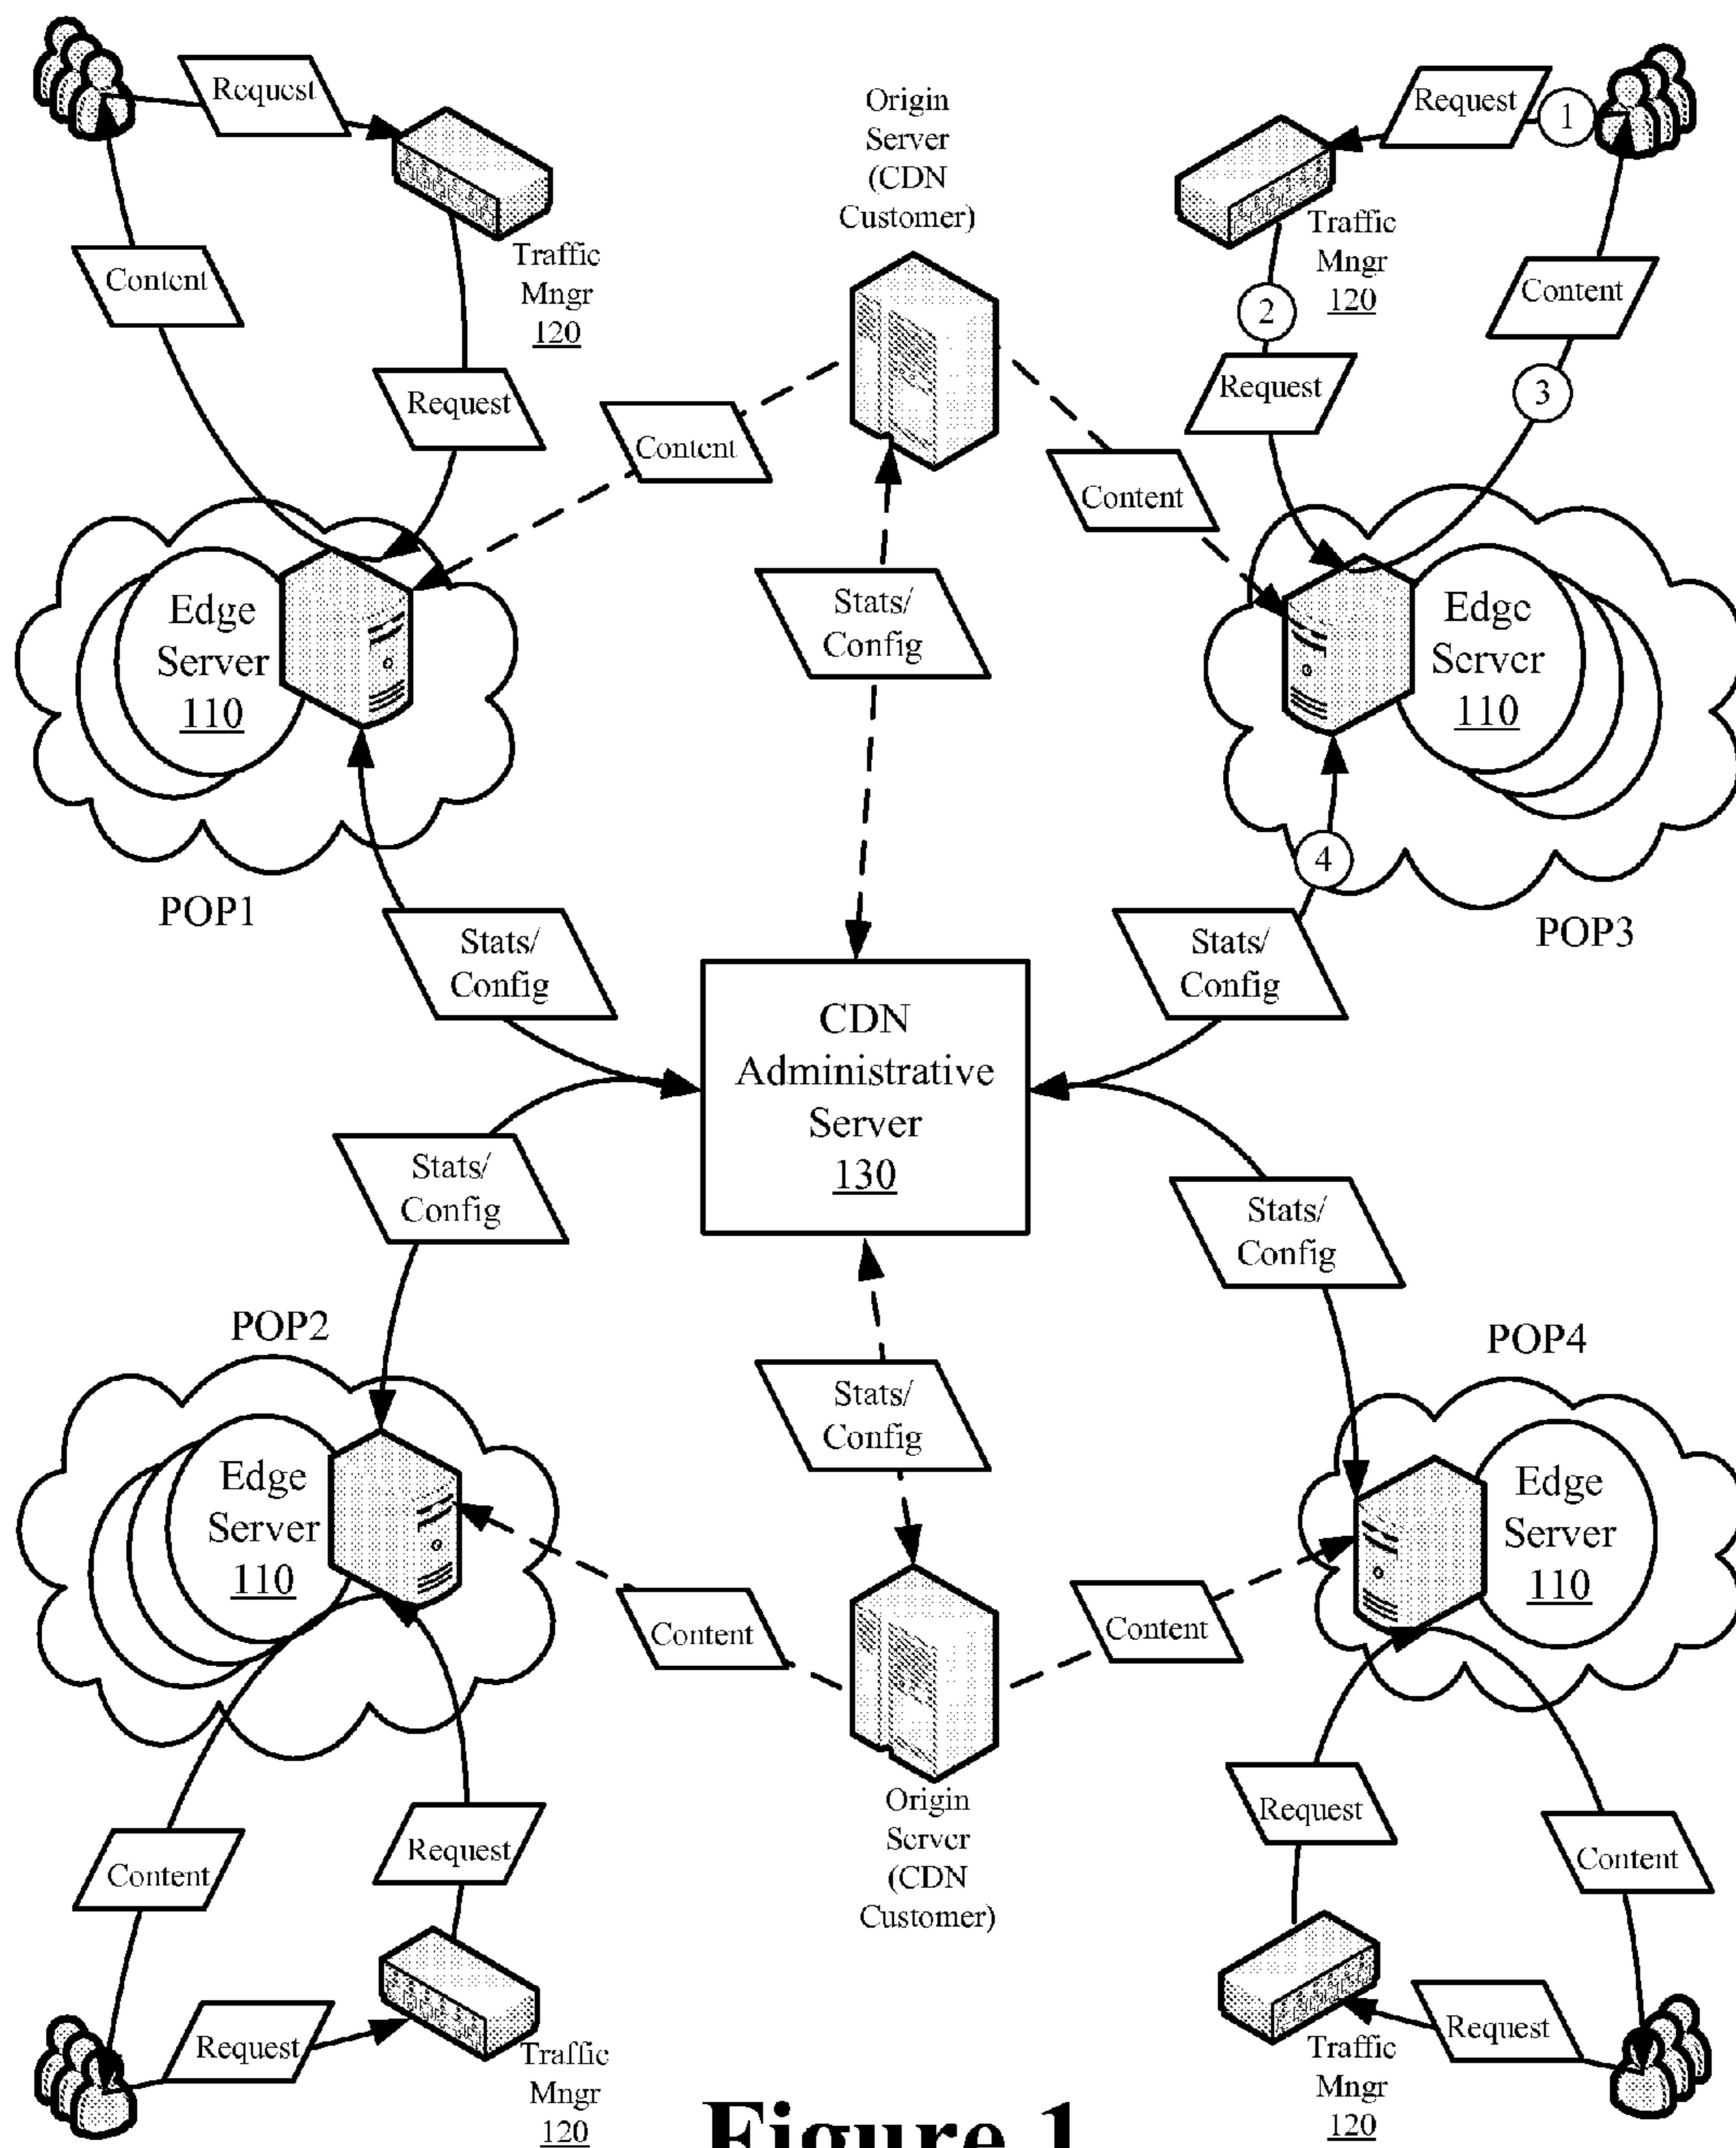 Request
Request
1
Origin
Server
(CDN
Customer)
Traffic
Mngr
120
Traffic
Mngr
120
Content
Content
2
3
Request
Request
Content
Content
Edge
Server
110
Stats/
Config
Edge
Server
110
4
POP1
POP3
Stats/
Config
Stats/
Config
CDN
Administrative
Server
130
Stats/
Config
Stats/
Config
POP2
POP4
Stats/
Config
Edge
Server
110
Edge
Server
110
Content
Content
Origin
Server
(CDN
Customer)
Request
Request
Content
Content
Request
Request
Traffic
Mngr
120
Traffic
Mngr
120
Figure 1